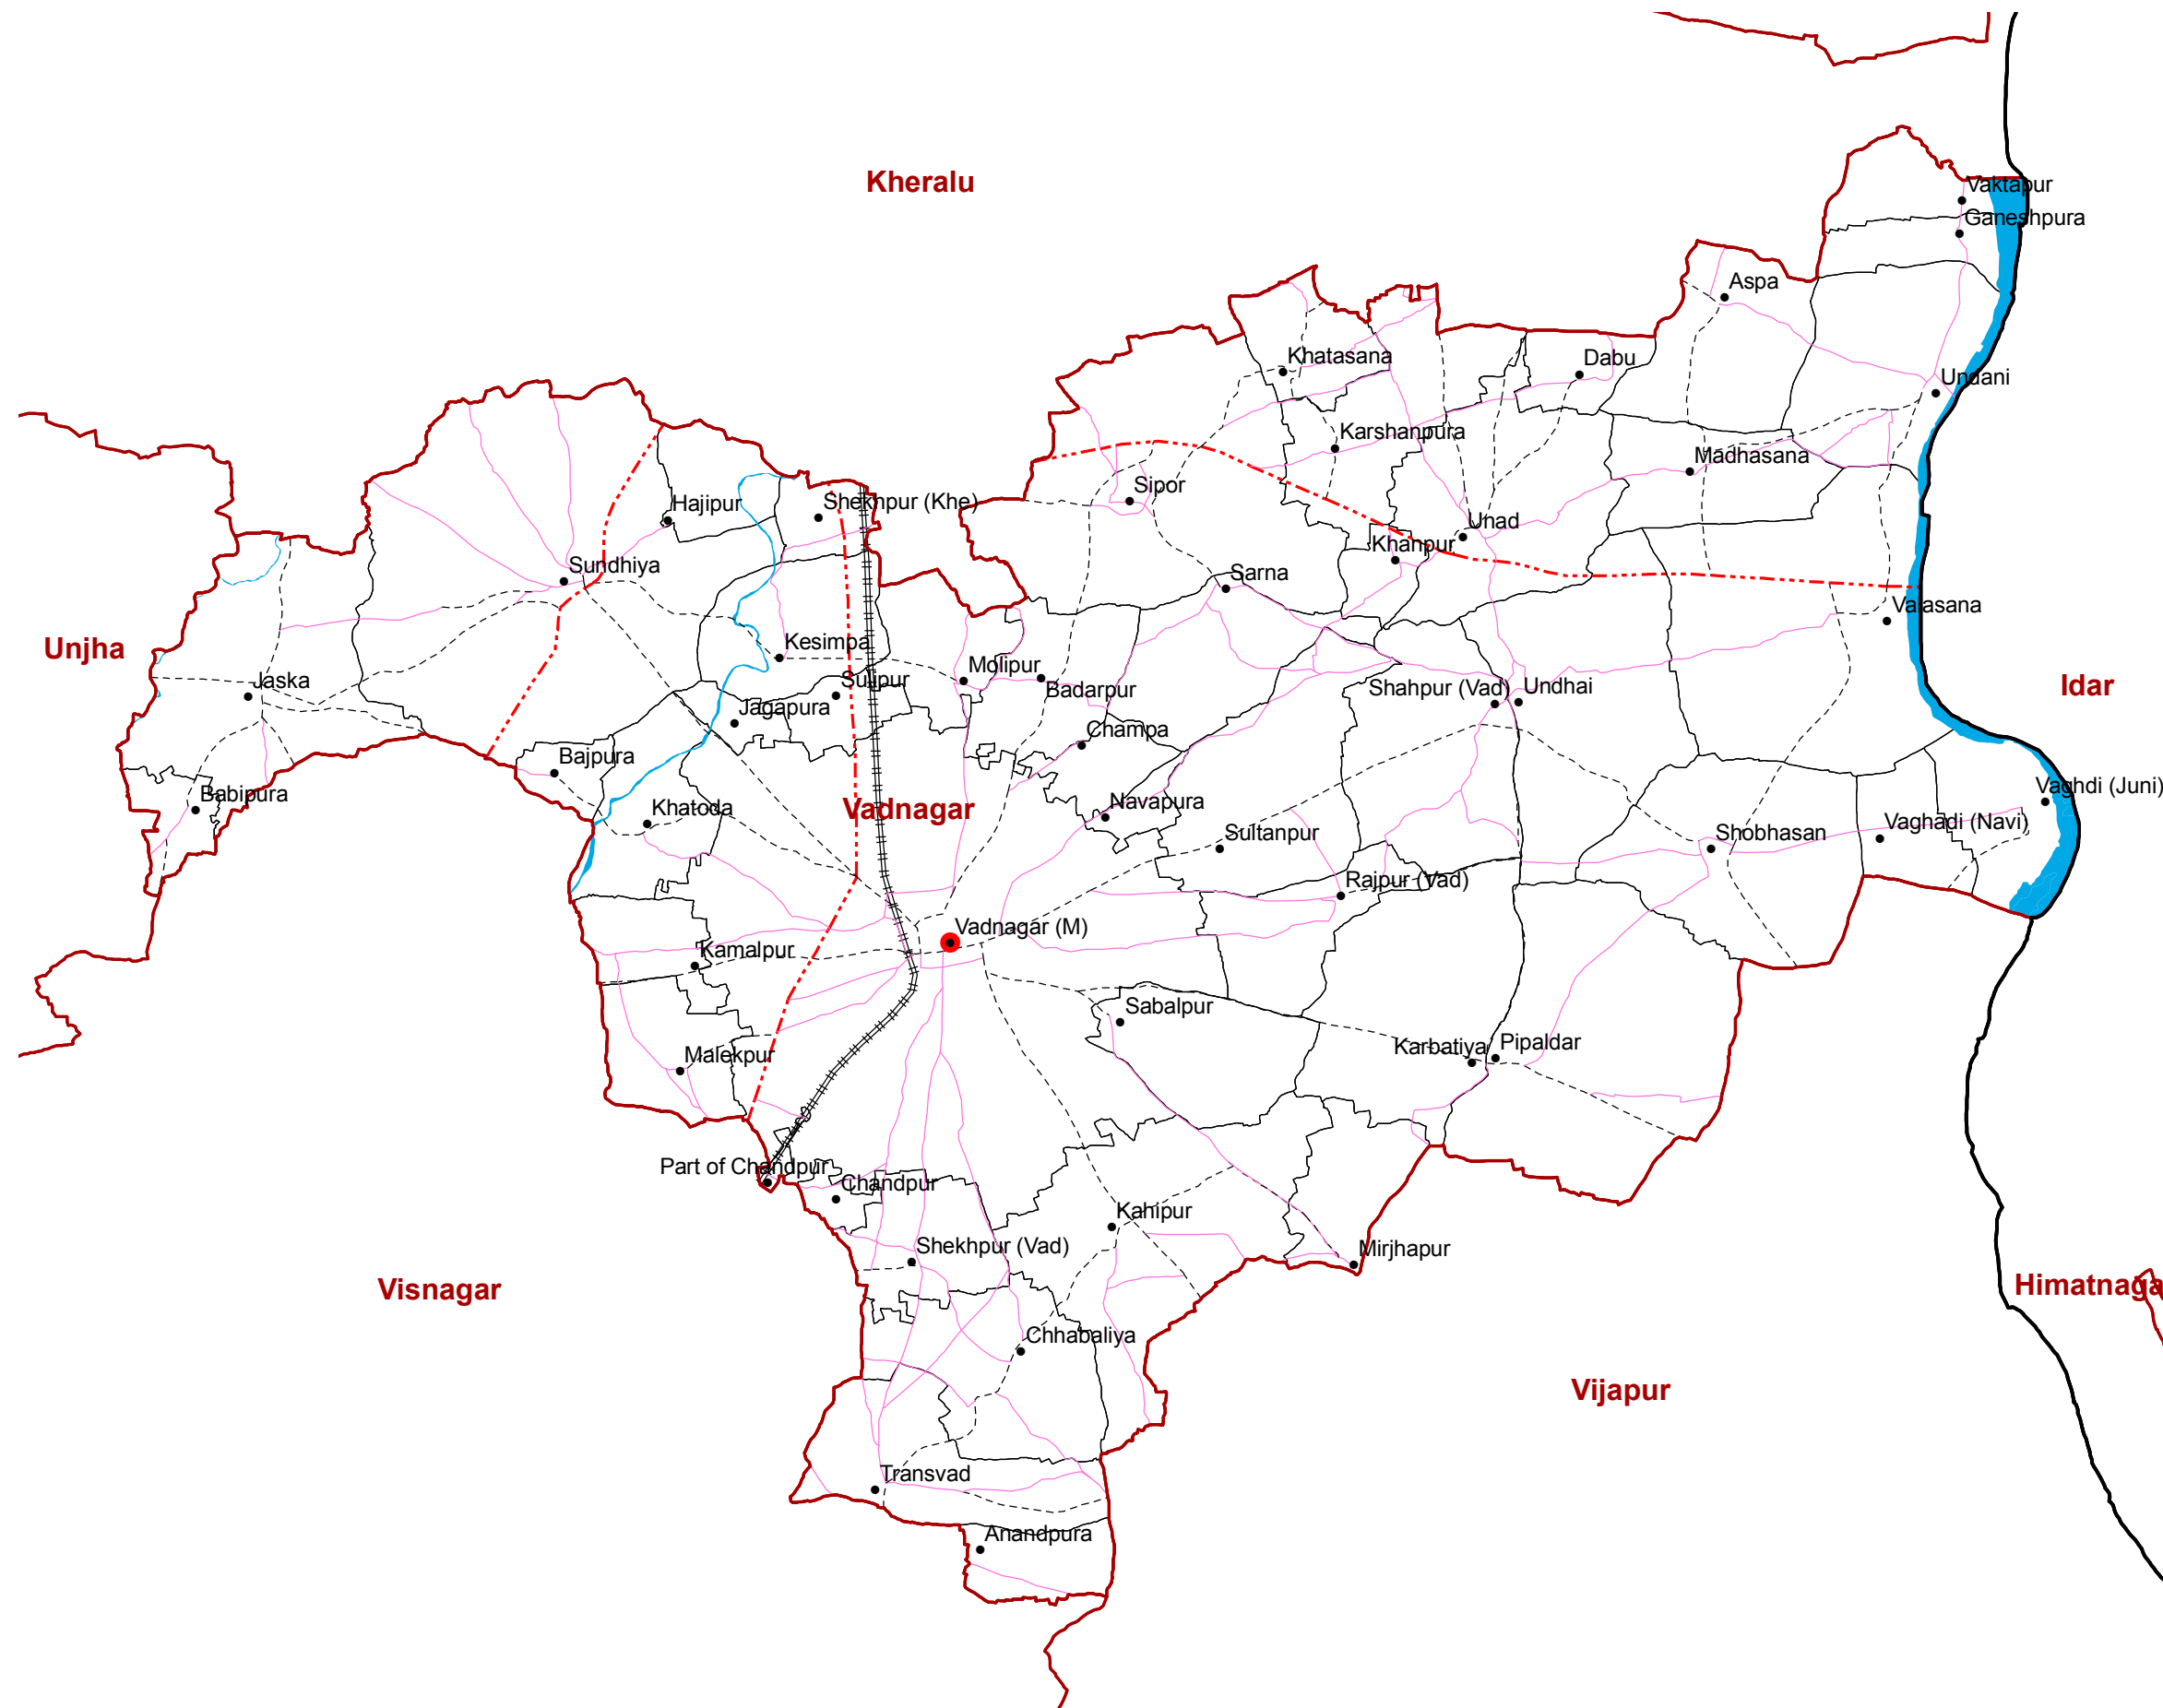 Kheralu
Vaktapur
Ganeshpura
Aspa
Khatasana
Dabu
Undani
Karshanpura
Madhasana
Sipor
Hajipur
Shekhpur (Khe)
Unad
Khanpur
Sundhiya
Sarna
Valasana
Unjha
Kesimpa
Molipur
Jaska
Sulipur
Badarpur
Shahpur (Vad)
Undhai
Idar
Jagapura
Champa
Bajpura
Vaghdi (Juni)
Babipura
Khatoda
Vadnagar
Navapura
Sultanpur
Shobhasan
Vaghadi (Navi)
Rajpur (Vad)
Vadnagar (M)
Kamalpur
Sabalpur
Malekpur
Karbatiya
Pipaldar
Part of Chandpur
Chandpur
Kahipur
Shekhpur (Vad)
Mirjhapur
Visnagar
Himatnaga
Chhabaliya
Vijapur
Transvad
Anandpura